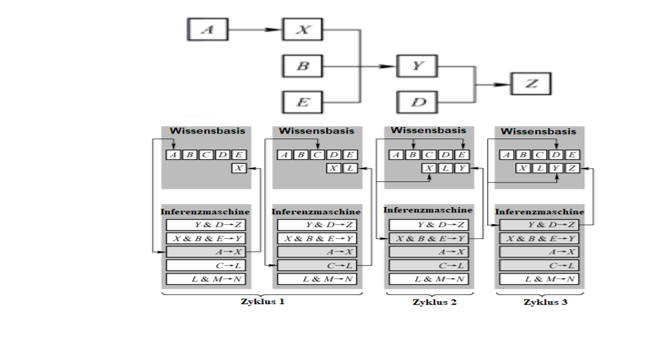 A X
B Y
Z
E D
Wissensbasis Wissensbasis Wissensbasis Wissensbasis
A B C D E A B C D E A B C D E A B C D E
X X L X L Y X L Y Z
Inferenzmaschine Inferenzmaschine Inferenzmaschine Inferenzmaschine
Y & D→Z Y & D→Z Y & D→Z Y & D→Z
X & B & E→Y X & B & E→Y X & B & E→Y X & B & E→Y
A→X A→X A→X A→X
C→L C→L C→L C→L
L & M→N L & M→N L & M→N L & M→N
Zyklus 1 Zyklus 2 Zyklus 3